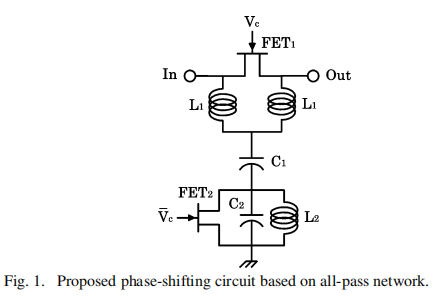 Vc
FET1
In
Out
L1
L1
C1
FET2
C2
V̄c
L2
Fig. 1. Proposed phase-shifting circuit based on all-pass network.